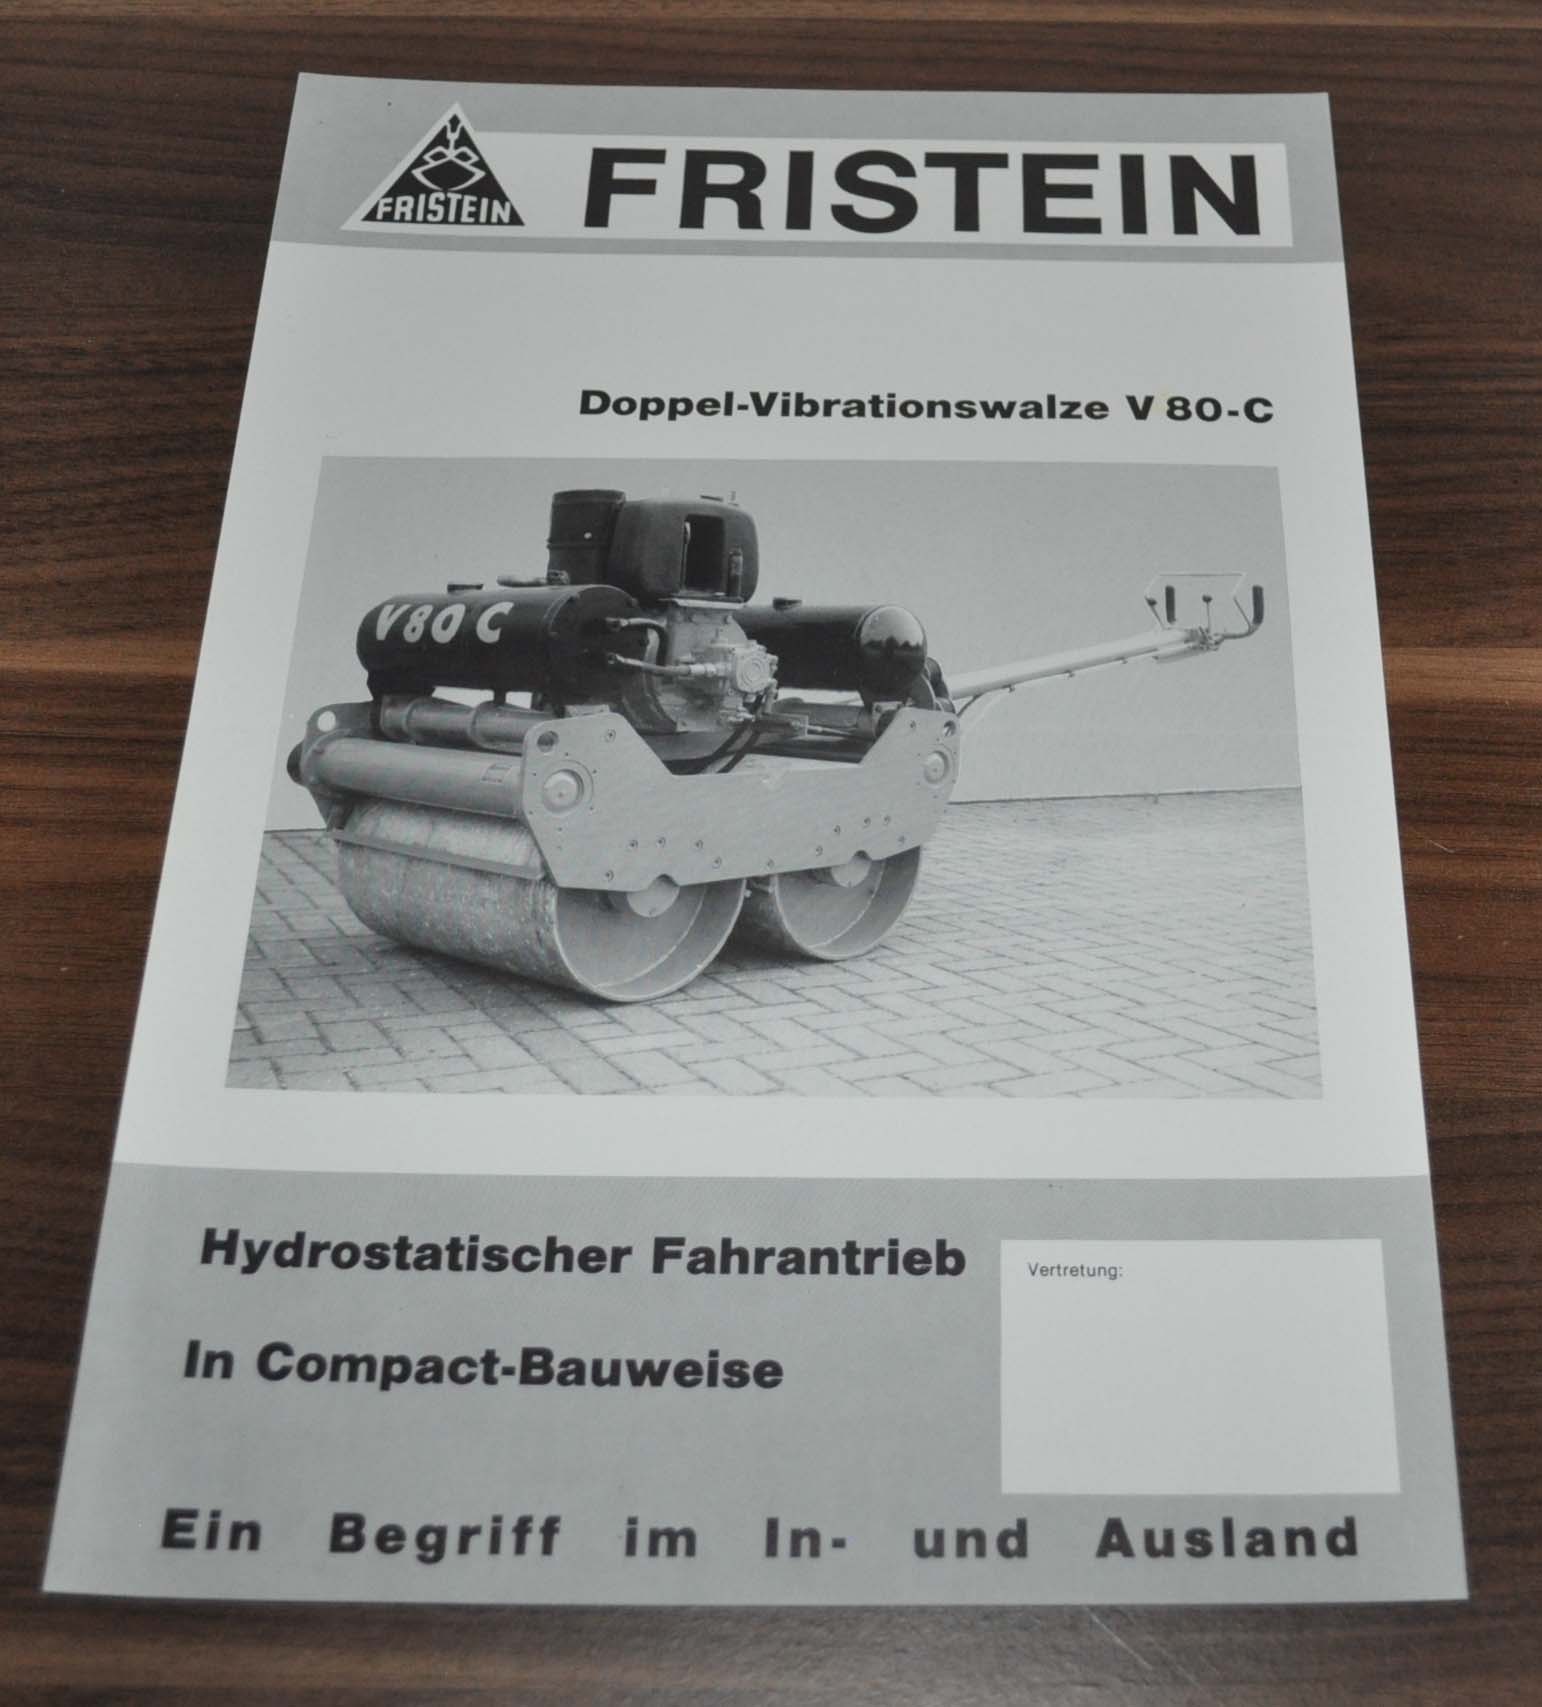 FRISTEIN
FRISTEIN
Doppel-Vibrationswalze V 80-C
V80 C
Hydrostatischer Fahrantrieb
Vertretung:
In Compact-Bauweise
Ein Begriff im In- und Ausland